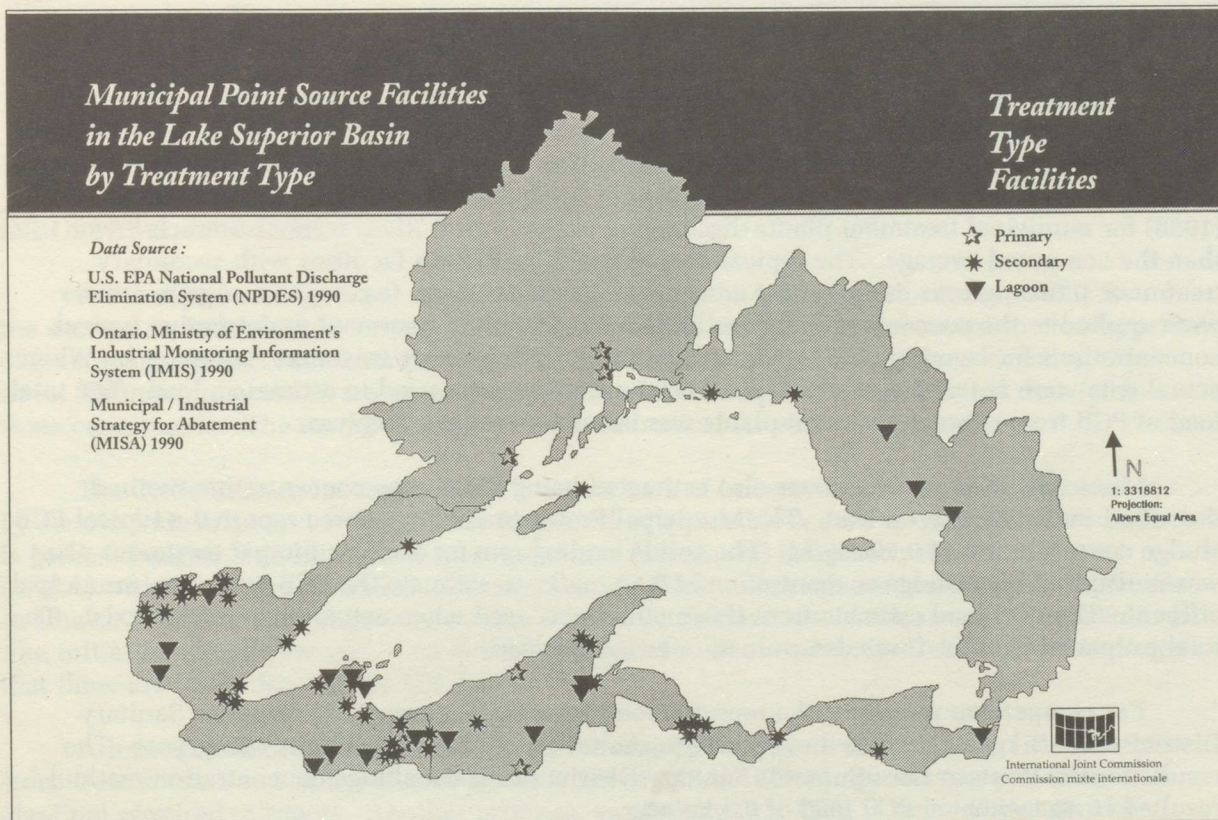 Municipal Point Source Facilities
in the Lake Superior Basin
by Treatment Type
Treatment
Type
Facilities
Data Source :
U.S. EPA National Pollutant Discharge
Elimination System (NPDES) 1990
Ontario Ministry of Environment's
Industrial Monitoring Information
System (IMIS) 1990
Municipal / Industrial
Strategy for Abatement
(MISA) 1990
Primary
Secondary
Lagoon
N
1: 3318812
Projection:
Albers Equal Area
International Joint Commission
Commission mixte internationale